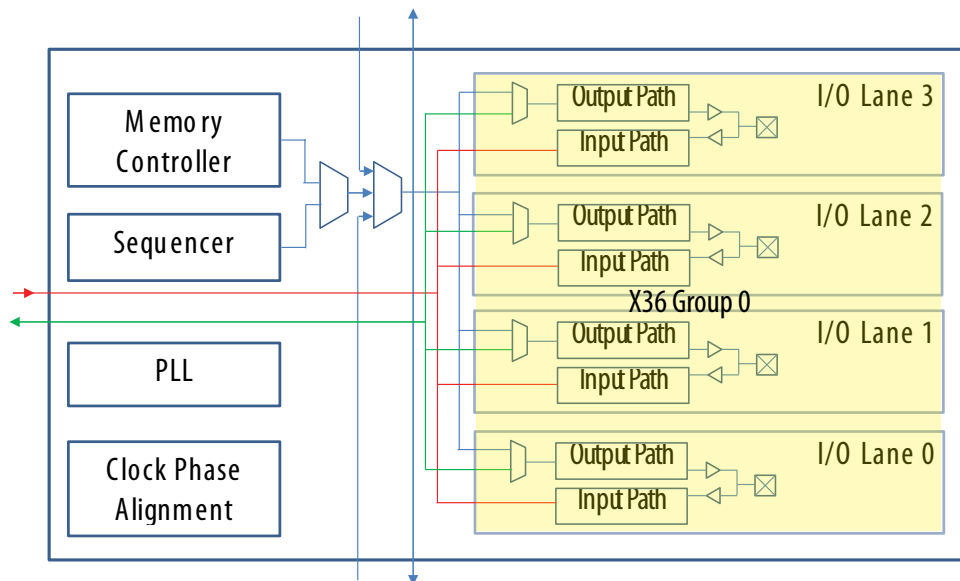 Memory
Controller
Sequencer
PLL
Clock Phase
Alignment
Output Path
Input Path
I/O Lane 3
Output Path
Input Path
I/O Lane 2
X36 Group 0
Output Path
Input Path
I/O Lane 1
Output Path
Input Path
I/O Lane 0